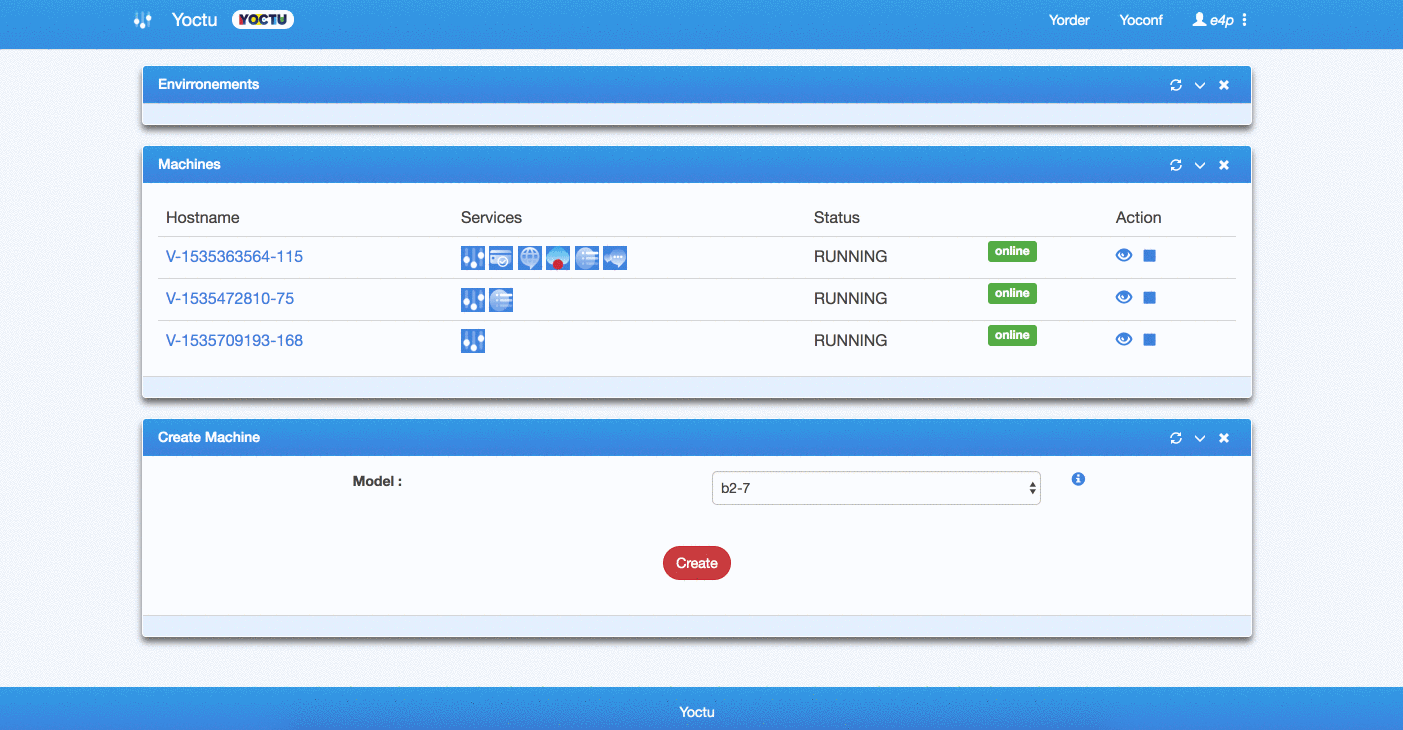 Yoctu YOCTU Yorder Yoconf e4p
Envirronements
Machines
Hostname Services Status Action
V-1535363564-115 RUNNING online
V-1535472810-75 RUNNING online
V-1535709193-168 RUNNING online
Create Machine
Model : b2-7
Create
Yoctu